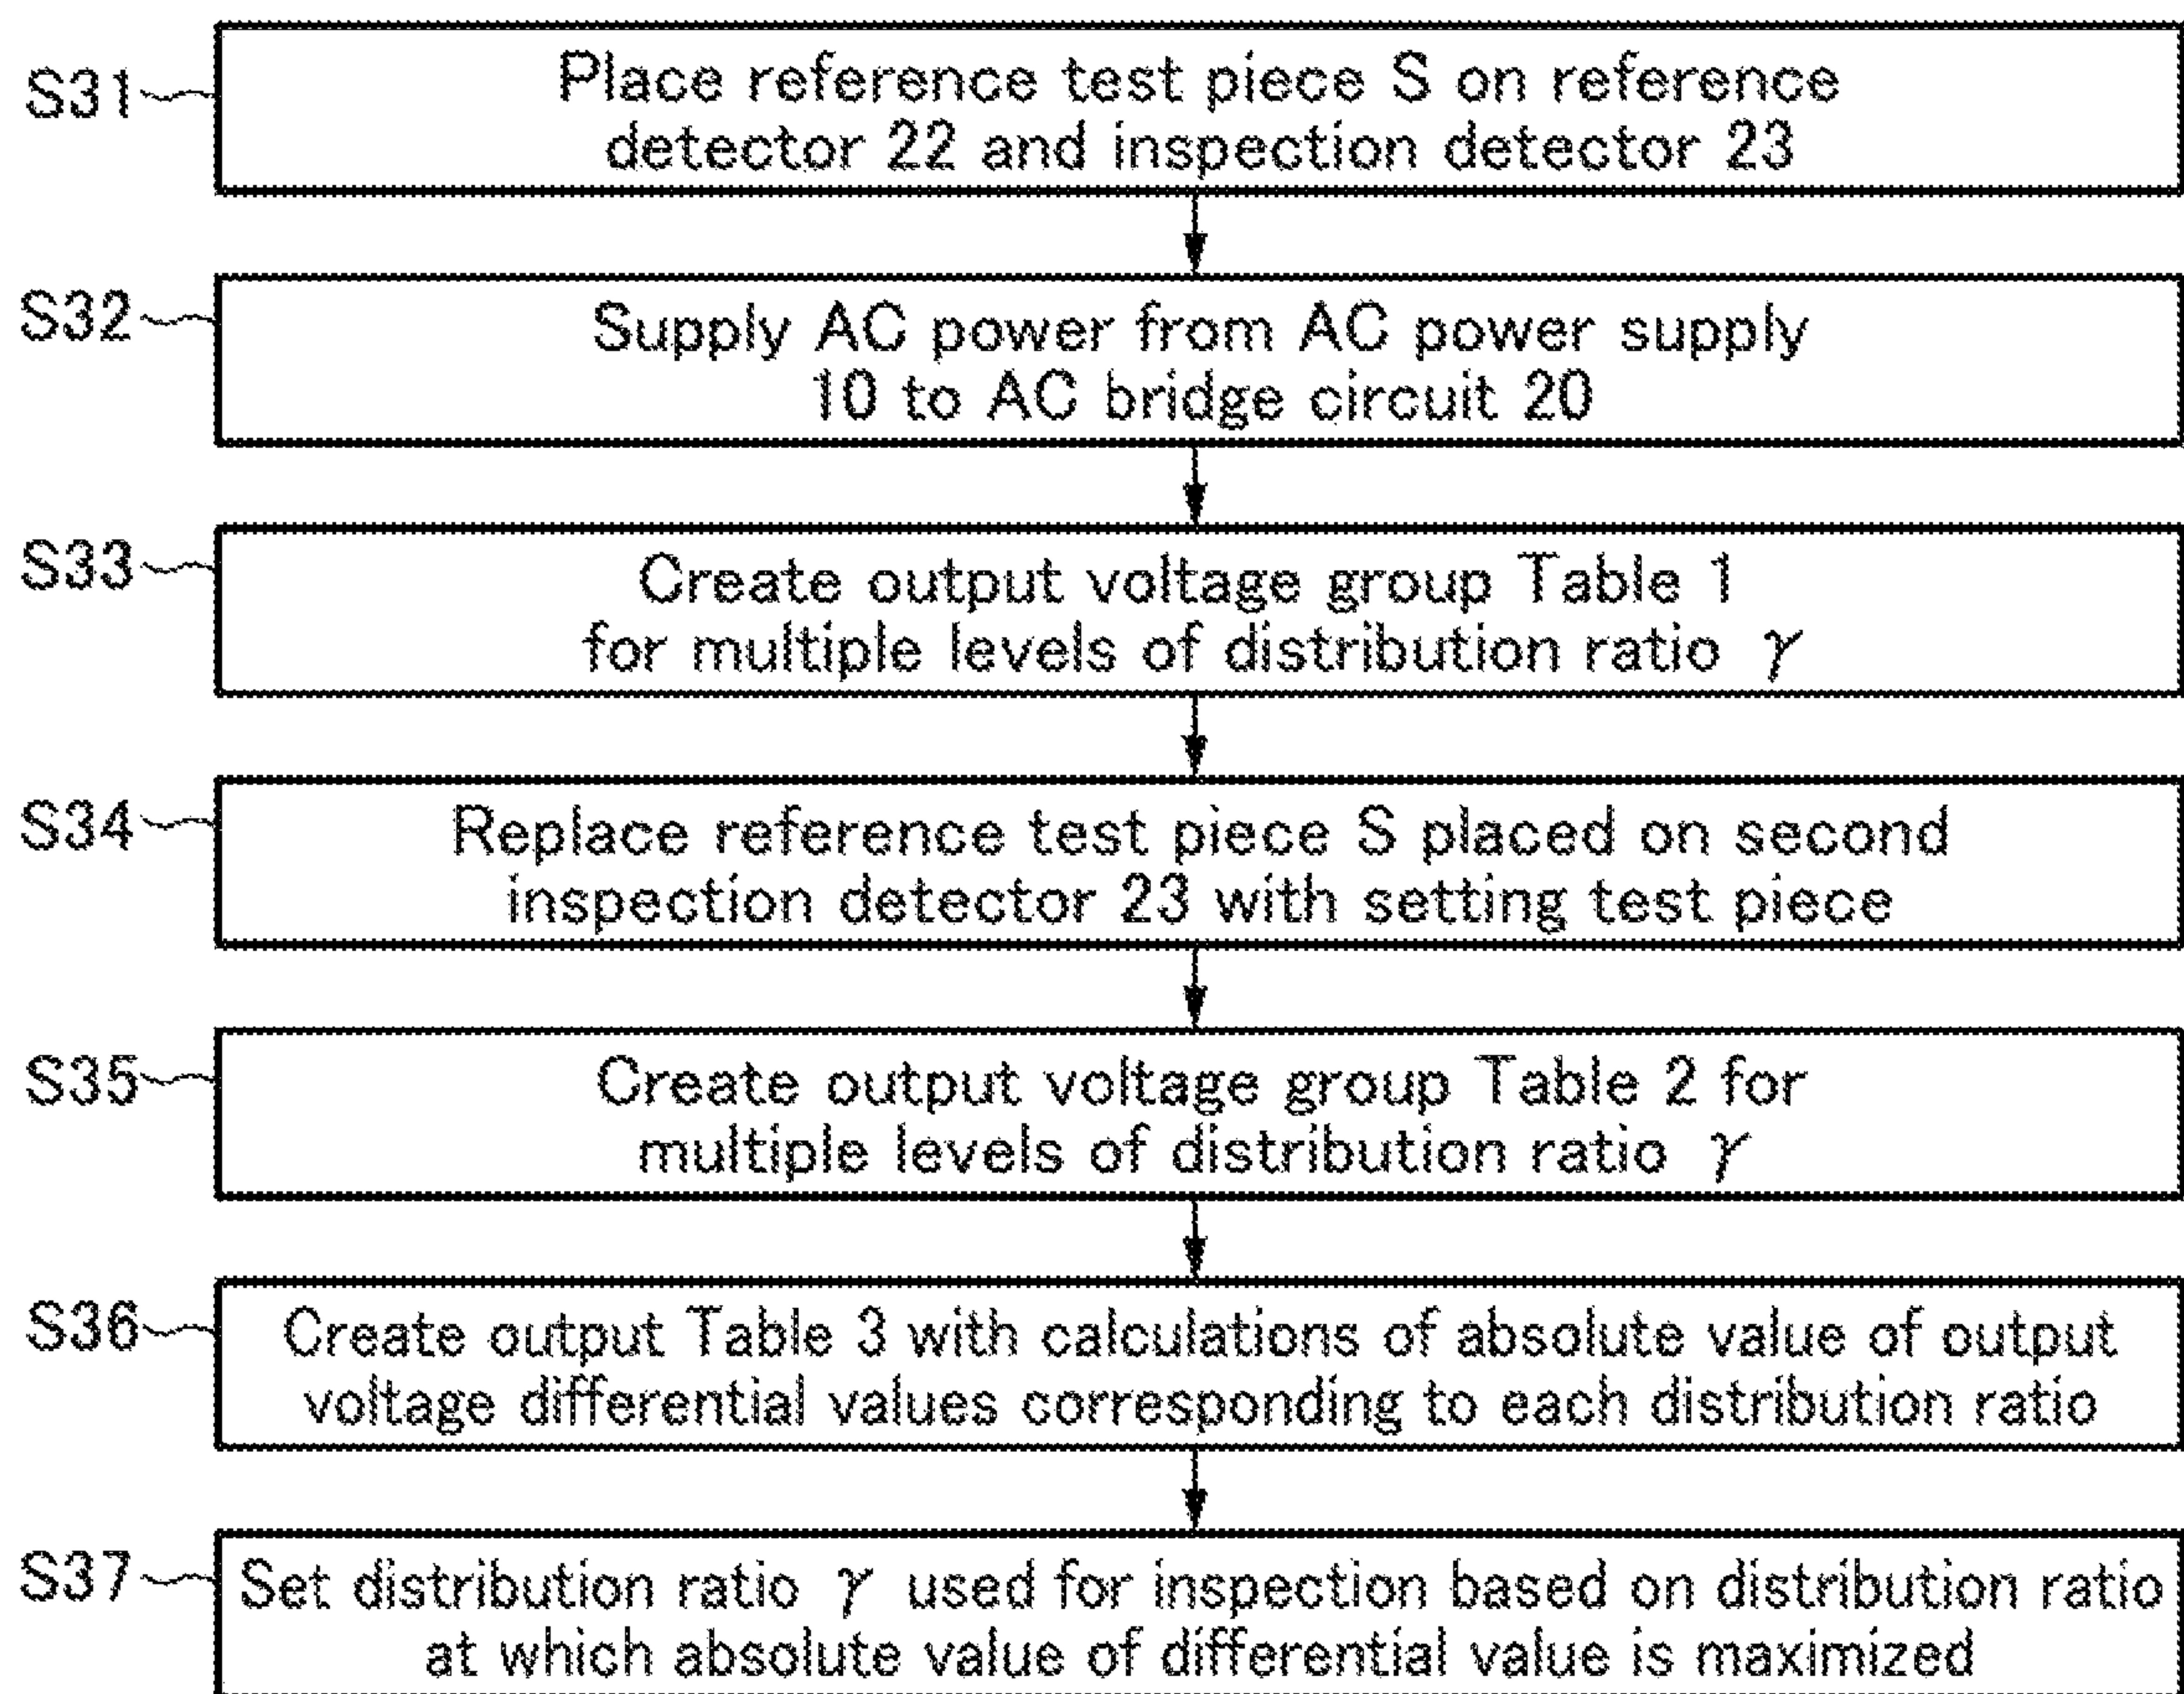 S31
Place reference test piece S on reference
detector 22 and inspection detector 23
S32
Supply AC power from AC power supply
10 to AC bridge circuit 20
S33
Create output voltage group Table 1
for multiple levels of distribution ratio γ
S34
Replace reference test piece S placed on second
inspection detector 23 with setting test piece
S35
Create output voltage group Table 2 for
multiple levels of distribution ratio γ
S36
Create output Table 3 with calculations of absolute value of output
voltage differential values corresponding to each distribution ratio
S37
Set distribution ratio γ used for inspection based on distribution ratio
at which absolute value of differential value is maximized